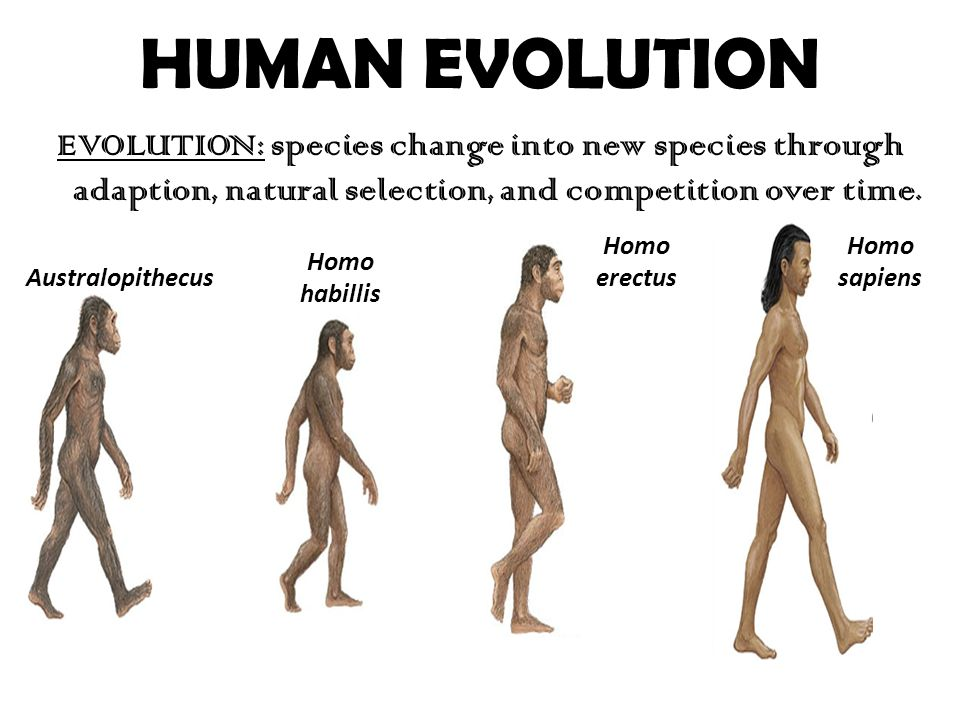 HUMAN EVOLUTION
EVOLUTION: species change into new species through
adaption, natural selection, and competition over time.
Australopithecus
Homo
habillis
Homo
erectus
Homo
sapiens